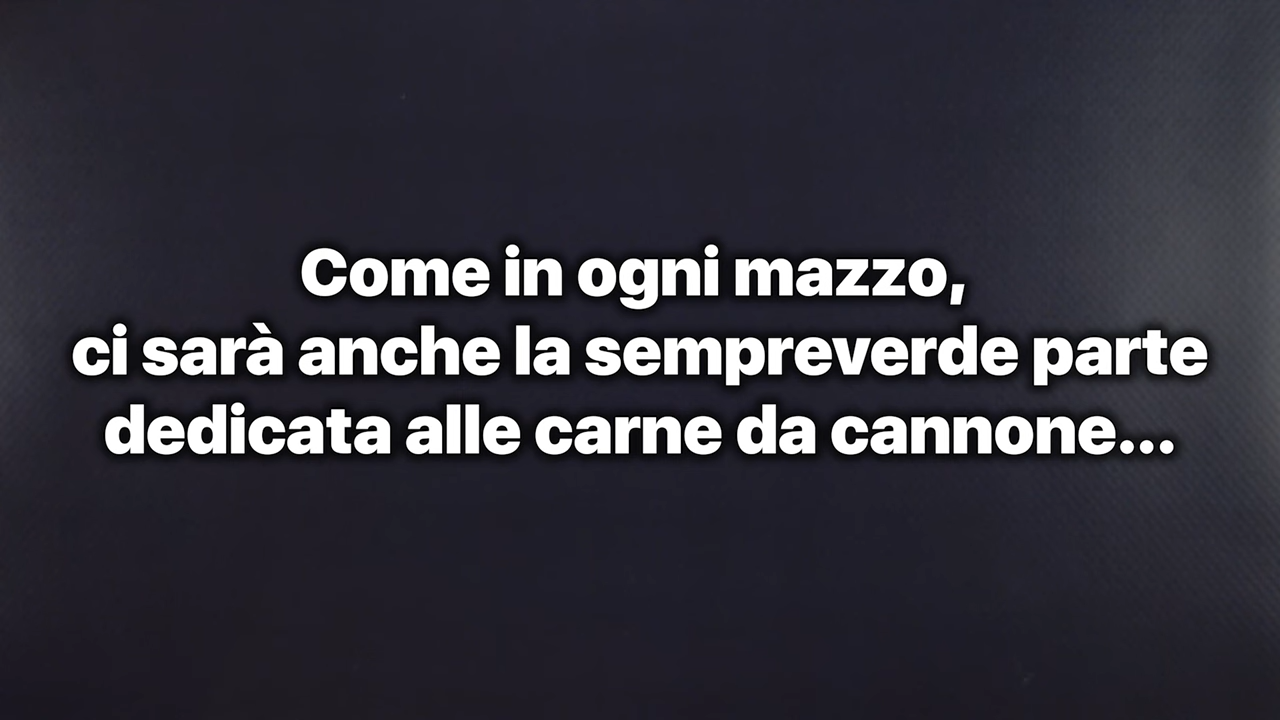 Come in ogni mazzo,
ci sarà anche la sempreverde parte
dedicata alle carne da cannone...